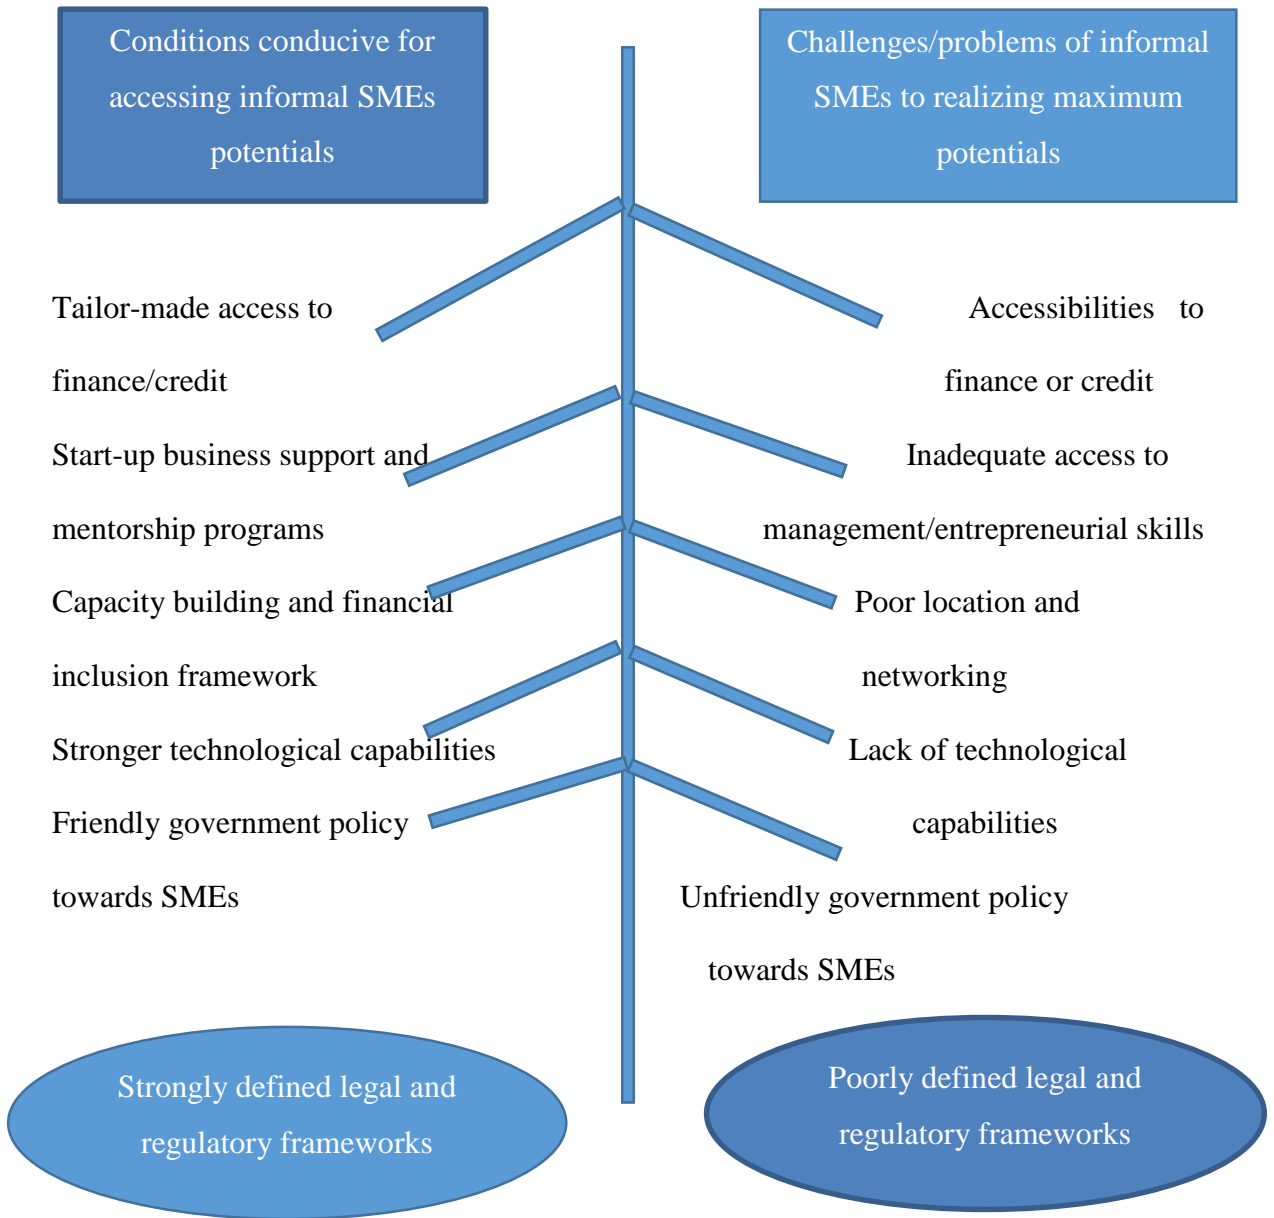 Conditions conducive for
accessing informal SMEs
potentials
Challenges/problems of informal
SMEs to realizing maximum
potentials
Tailor-made access to
finance/credit
Start-up business support and
mentorship programs
Capacity building and financial
inclusion framework
Stronger technological capabilities
Friendly government policy
towards SMEs
Accessibilities to
finance or credit
Inadequate access to
management/entrepreneurial skills
Poor location and
networking
Lack of technological
capabilities
Unfriendly government policy
towards SMEs
Strongly defined legal and
regulatory frameworks
Poorly defined legal and
regulatory frameworks